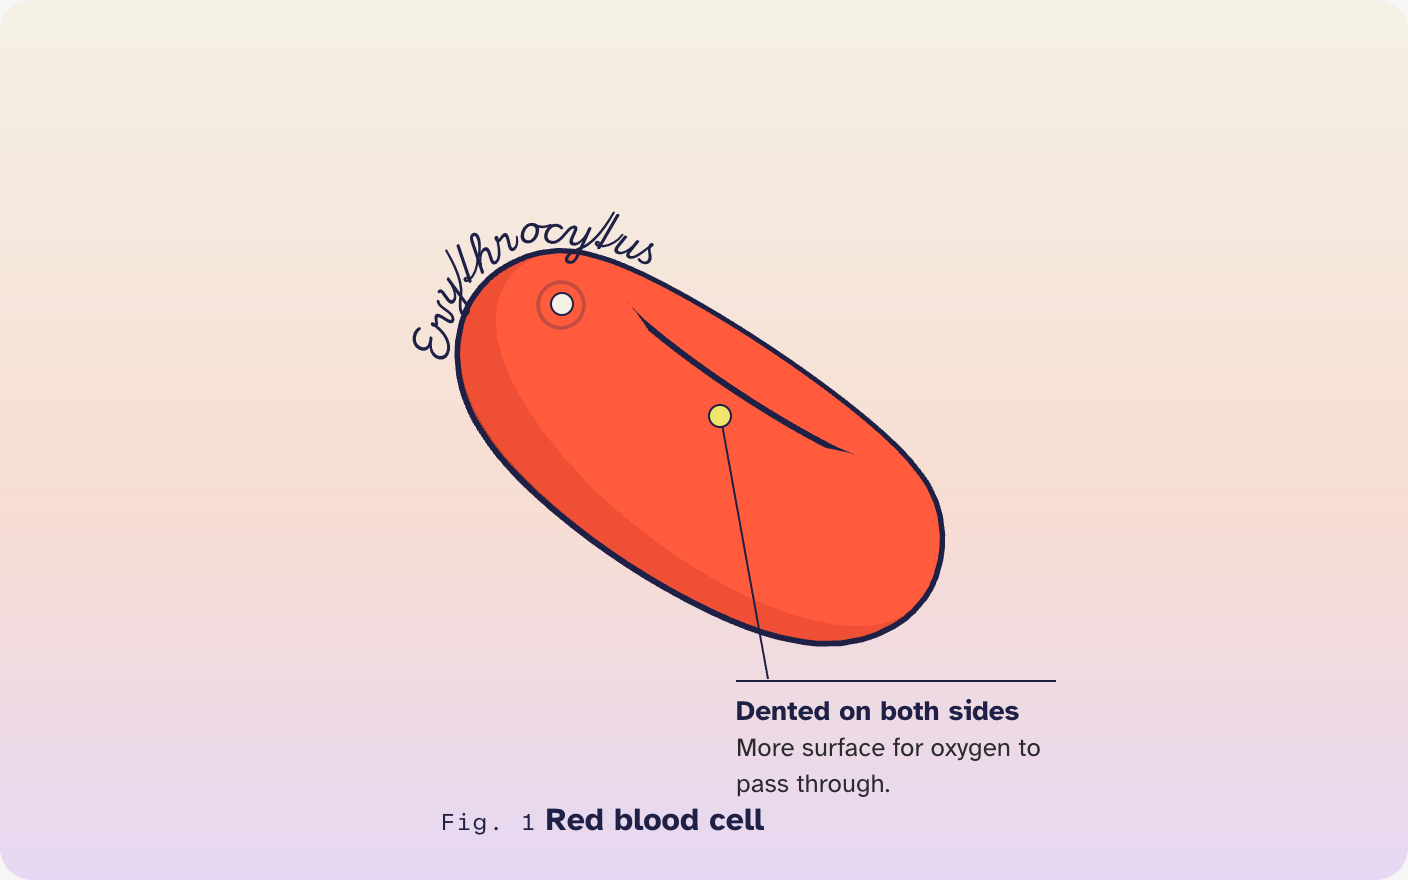 Erythrocytus
Dented on both sides
More surface for oxygen to
pass through.
Fig. 1 Red blood cell